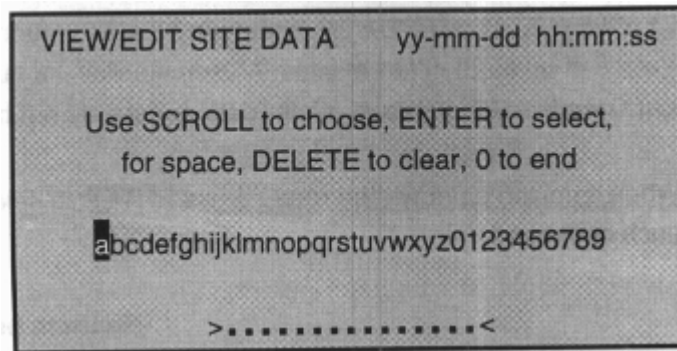 VIEW/EDIT SITE DATA yy-mm-dd hh:mm:ss
Use SCROLL to choose, ENTER to select,
for space, DELETE to clear, 0 to end
abcdefghijklmnopqrstuvwxyz0123456789
>...............<